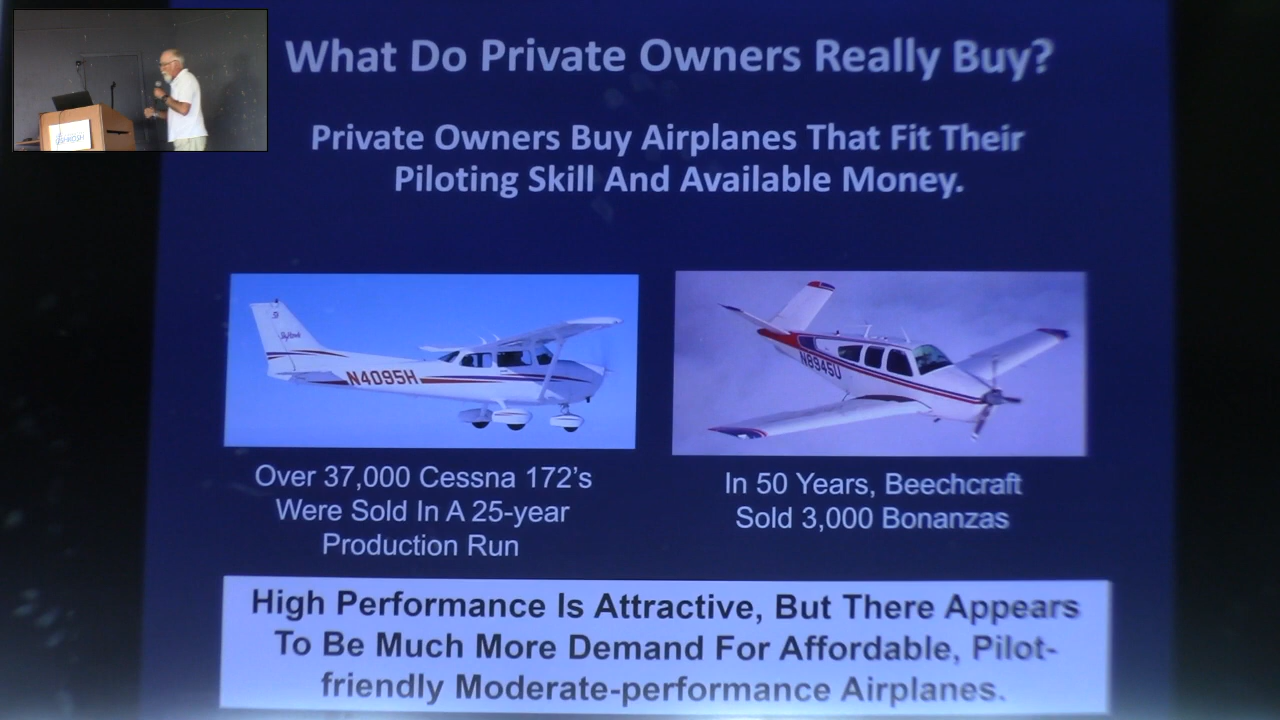 What Do Private Owners Really Buy?
Private Owners Buy Airplanes That Fit Their
Piloting Skill And Available Money.
N4095H
N8945U
Over 37,000 Cessna 172's
Were Sold In A 25-year
Production Run
In 50 Years, Beechcraft
Sold 3,000 Bonanzas
High Performance Is Attractive, But There Appears
To Be Much More Demand For Affordable, Pilot-
friendly Moderate-performance Airplanes.